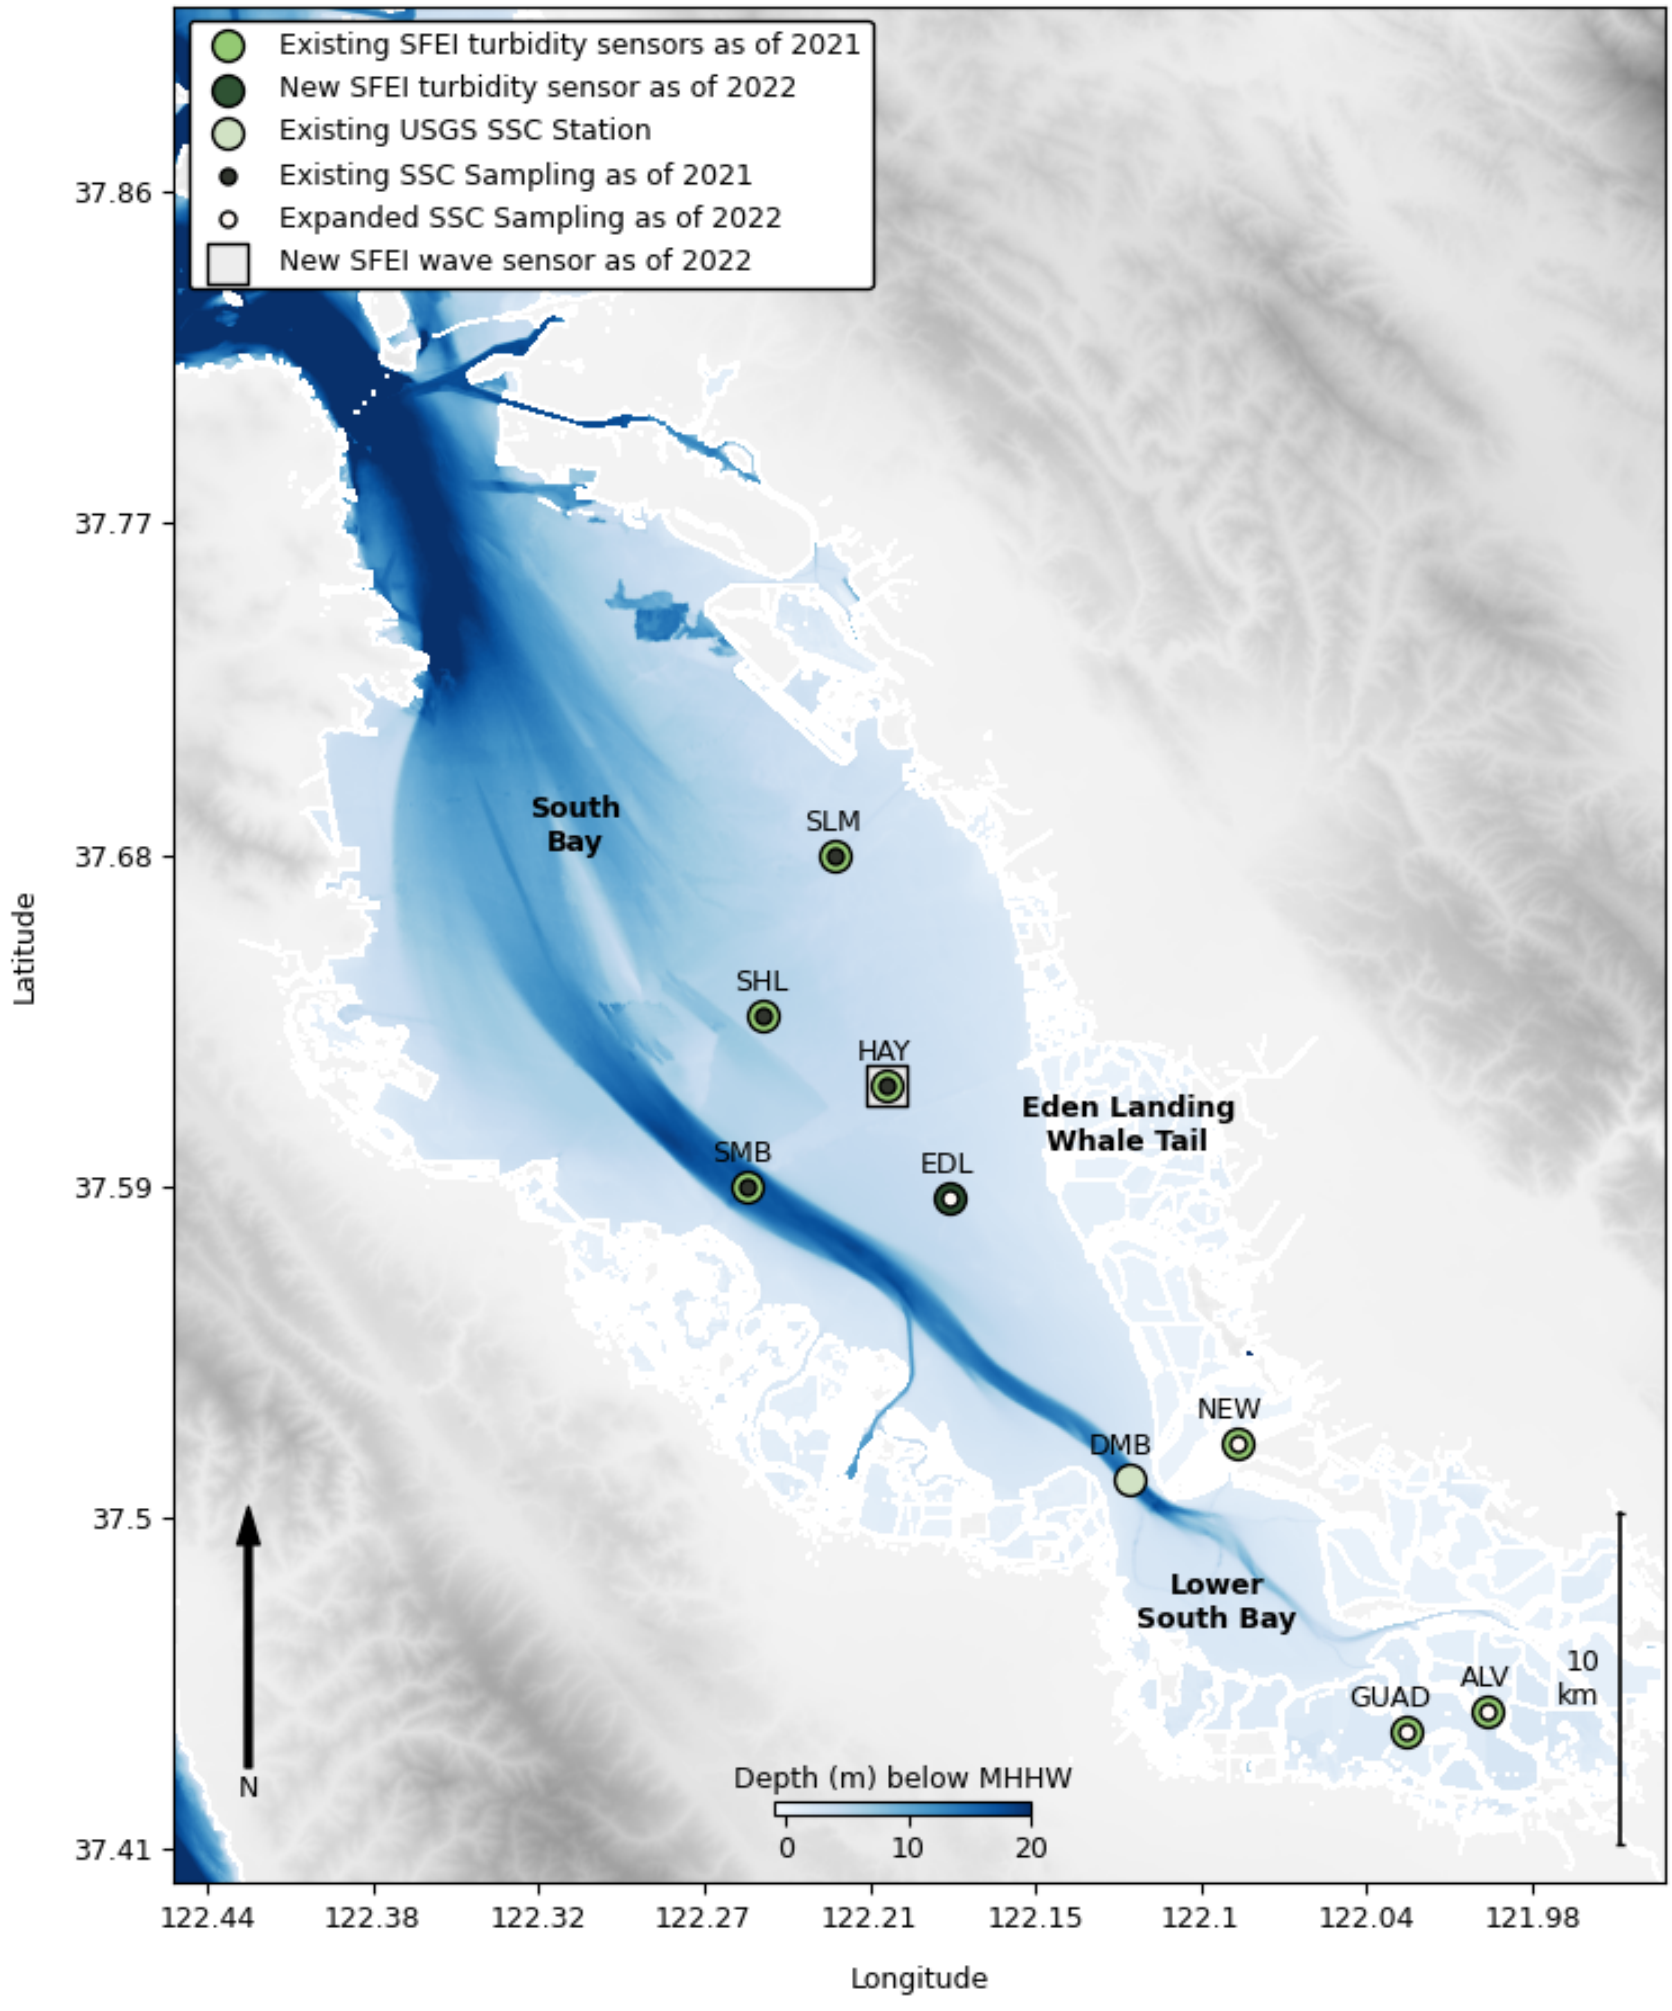 Existing SFEI turbidity sensors as of 2021
New SFEI turbidity sensor as of 2022
Existing USGS SSC Station
Existing SSC Sampling as of 2021
Expanded SSC Sampling as of 2022
New SFEI wave sensor as of 2022
37.86
37.77
37.68
37.59
37.5
37.41
Latitude
South
Bay
SLM
SHL
HAY
Eden Landing
Whale Tail
SMB
EDL
NEW
DMB
Lower
South Bay
10
km
ALV
GUAD
N
Depth (m) below MHHW
0 10 20
122.44 122.38 122.32 122.27 122.21 122.15 122.1 122.04 121.98
Longitude